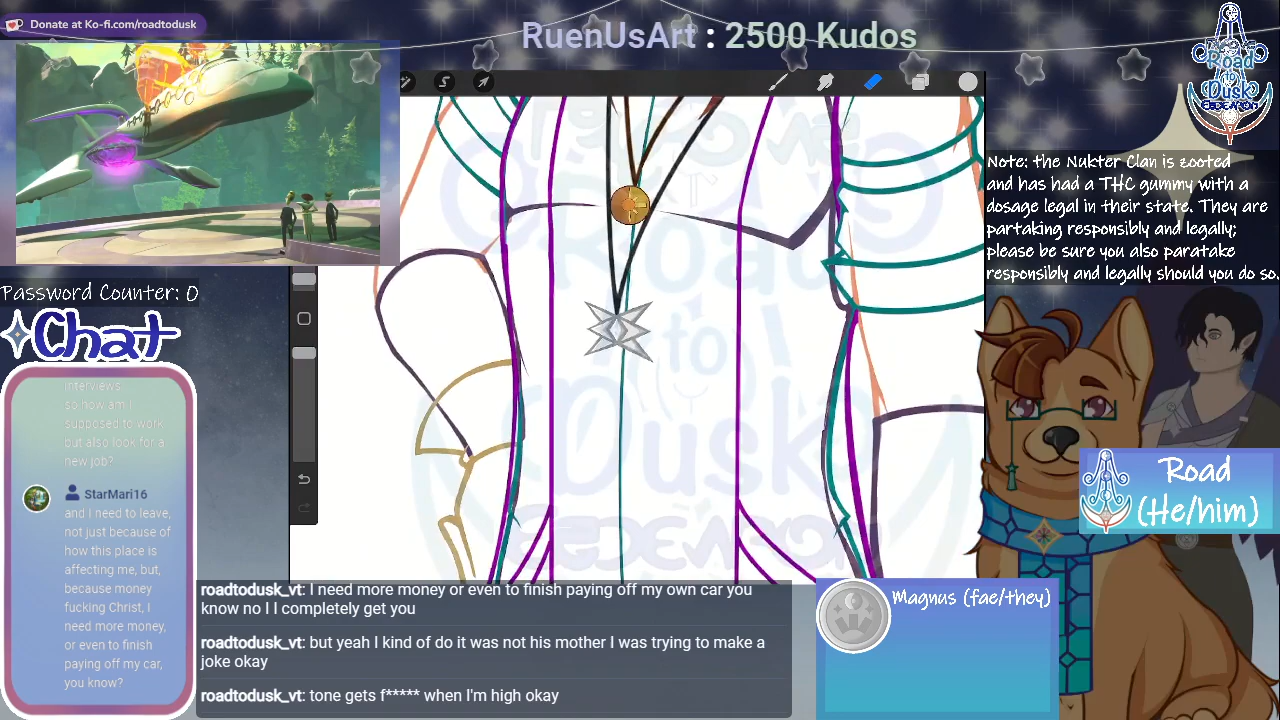 Donate at Ko-fi.com/roadtodusk
RuenUsArt : 2500 Kudos
Road
to
Dusk
Note: the Nukter Clan is zooted
and has had a THC gummy with a
dosage legal in their state. They are
partaking responsibly and legally;
please be sure you also paratake
responsibly and legally should you do so.
Password Counter: 0
Chat
interviews
so how am I
supposed to work
but also look for a
new job?
StarMari16
and I need to leave,
not just because of
how this place is
affecting me, but,
because money
fucking Christ, I
need more money,
or even to finish
paying off my car,
you know?
Road
to
Dusk
Road
(He/him)
Magnus (fae/they)
roadtodusk_vt: I need more money or even to finish paying off my own car you
know no I I completely get you
roadtodusk_vt: but yeah I kind of do it was not his mother I was trying to make a
joke okay
roadtodusk_vt: tone gets f***** when I'm high okay